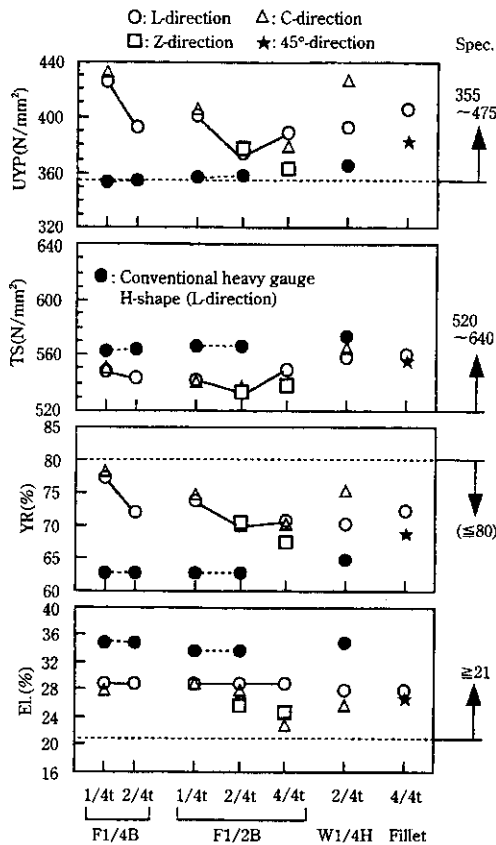 ○: L-direction △: C-direction
□: Z-direction ★: 45°-direction
Spec.
UYP(N/mm²)
440
400
360
320
355
~475
TS(N/mm²)
640
600
560
520
●: Conventional heavy gauge
H-shape (L-direction)
520
~640
YR(%)
85
80
75
70
65
60
(≦80)
El.(%)
40
36
32
28
24
20
16
≧21
1/4t 2/4t 1/4t 2/4t 4/4t 2/4t 4/4t
F1/4B F1/2B W1/4H Fillet